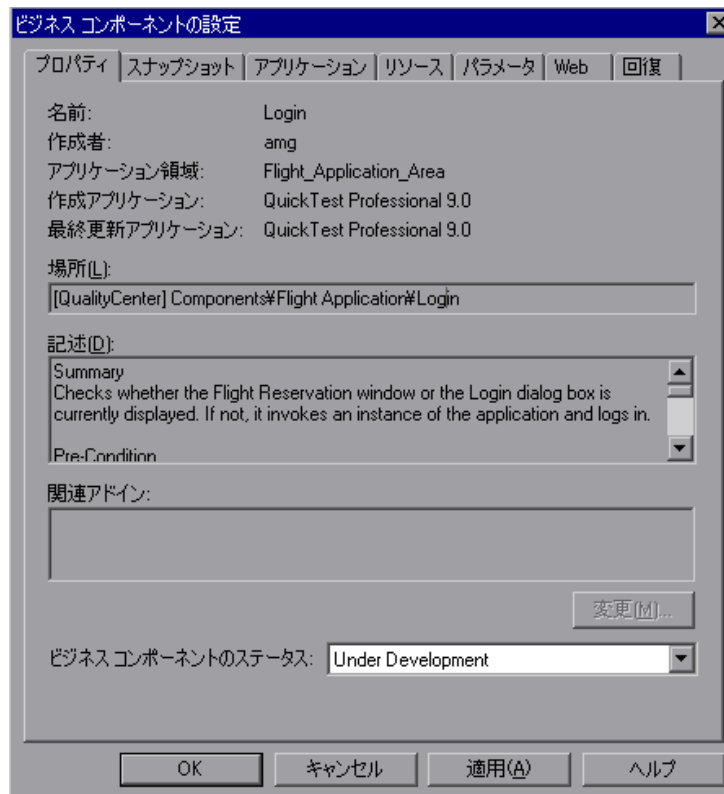 ビジネス コンポーネントの設定
プロパティ スナップショット アプリケーション リソース パラメータ Web 回復
名前: Login
作成者: amg
アプリケーション領域: Flight_Application_Area
作成アプリケーション: QuickTest Professional 9.0
最終更新アプリケーション: QuickTest Professional 9.0
場所(L):
[QualityCenter] Components¥Flight Application¥Login
記述(D):
Summary
Checks whether the Flight Reservation window or the Login dialog box is
currently displayed. If not, it invokes an instance of the application and logs in.
Pre-Condition
関連アドイン:
変更(M)...
ビジネス コンポーネントのステータス: Under Development
OK キャンセル 適用(A) ヘルプ